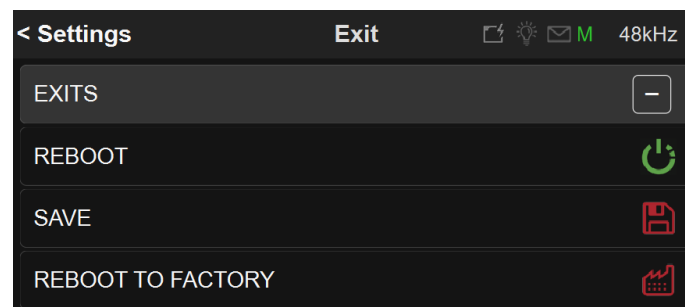 < Settings Exit M 48kHz
EXITS
REBOOT
SAVE
REBOOT TO FACTORY